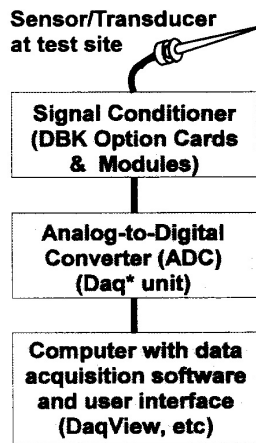 Sensor/Transducer
at test site
Signal Conditioner
(DBK Option Cards
& Modules)
Analog-to-Digital
Converter (ADC)
(Daq* unit)
Computer with data
acquisition software
and user interface
(DaqView, etc)